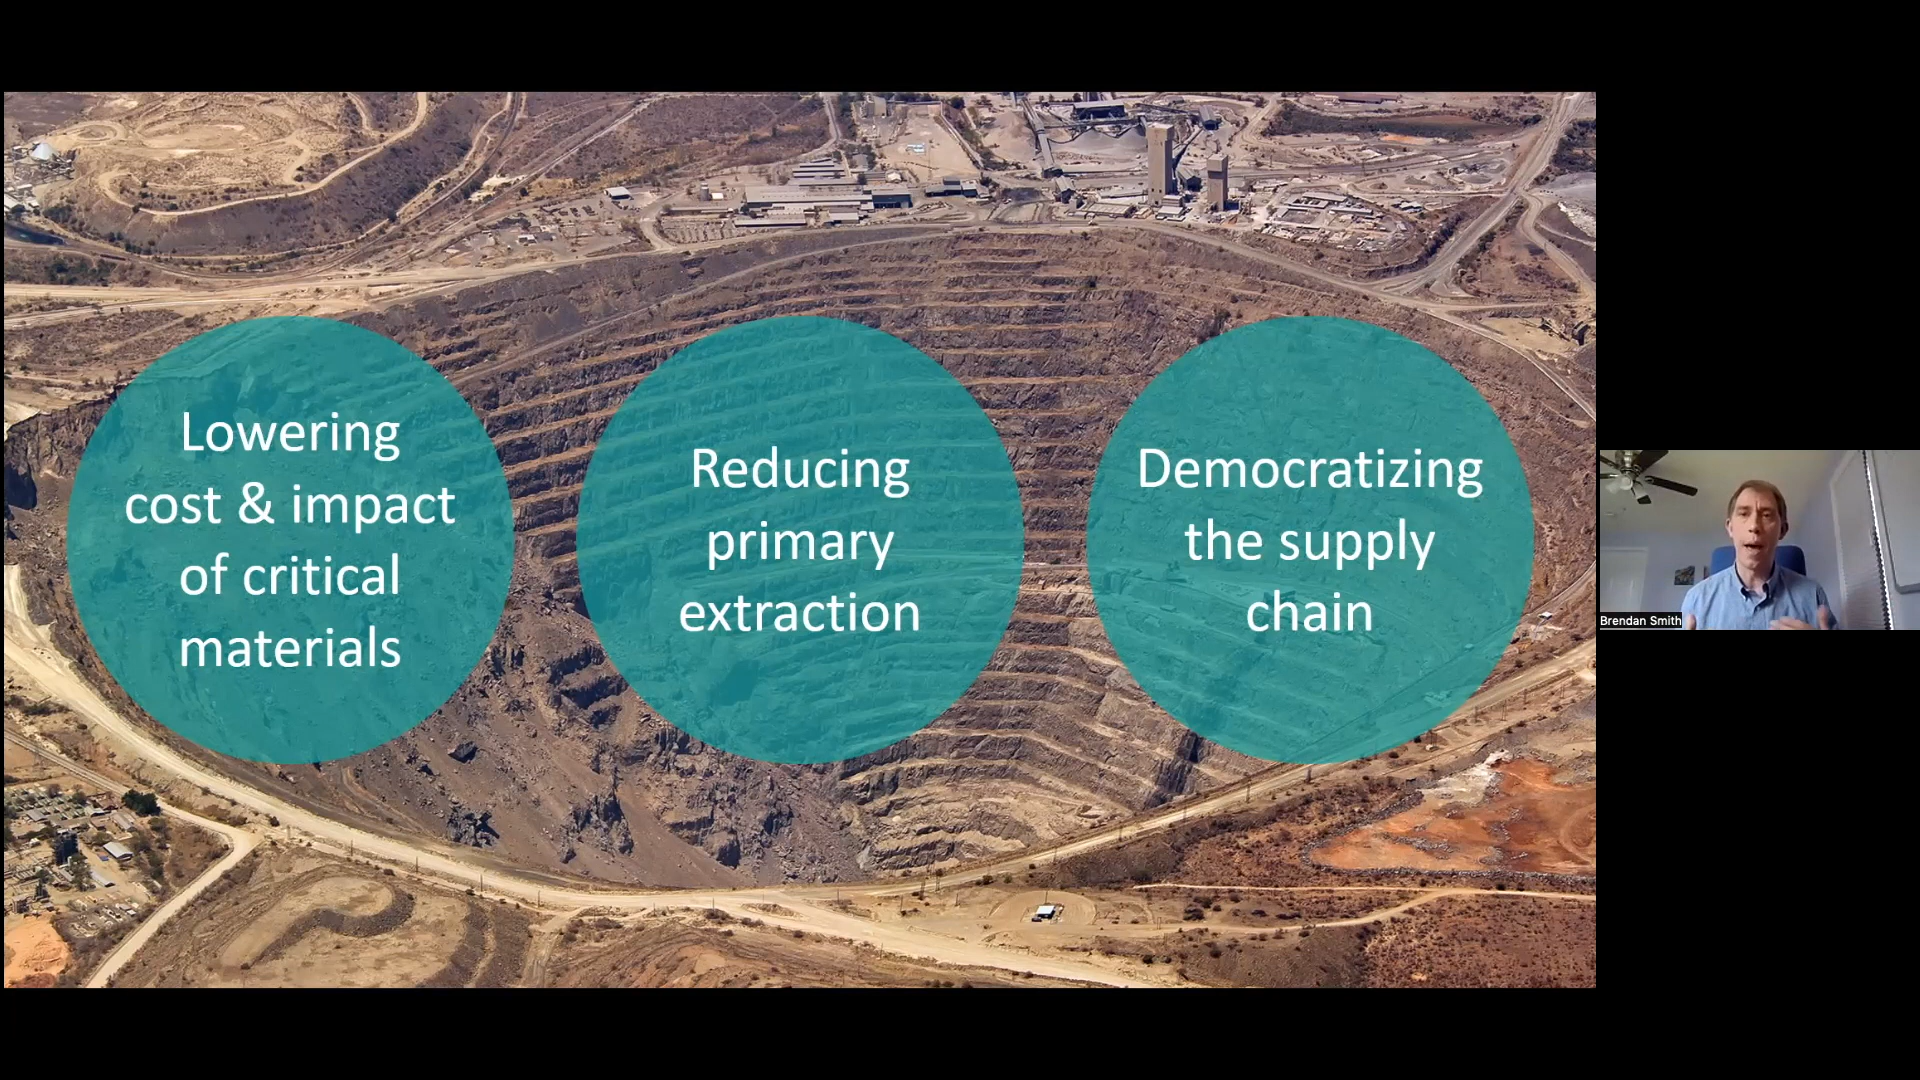 Lowering
cost & impact
of critical
materials
Reducing
primary
extraction
Democratizing
the supply
chain
Brendan Smith